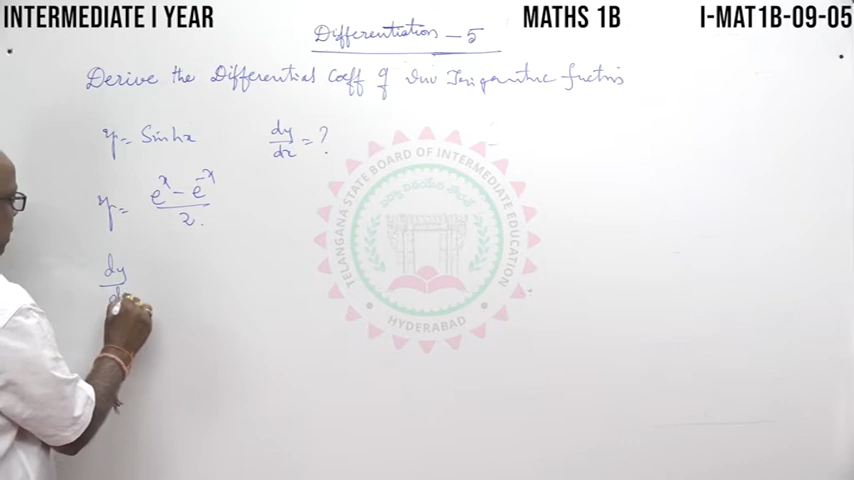 INTERMEDIATE I YEAR
MATHS 1B
I-MAT1B-09-05
Differentiation - 5
Derive the Differential Coeff of Inv Trigonometric functions
y = Sinhx    dy/dx = ?
y = (e^x - e^-x)/2.
dy/d
TELANGANA STATE BOARD OF INTERMEDIATE EDUCATION
HYDERABAD